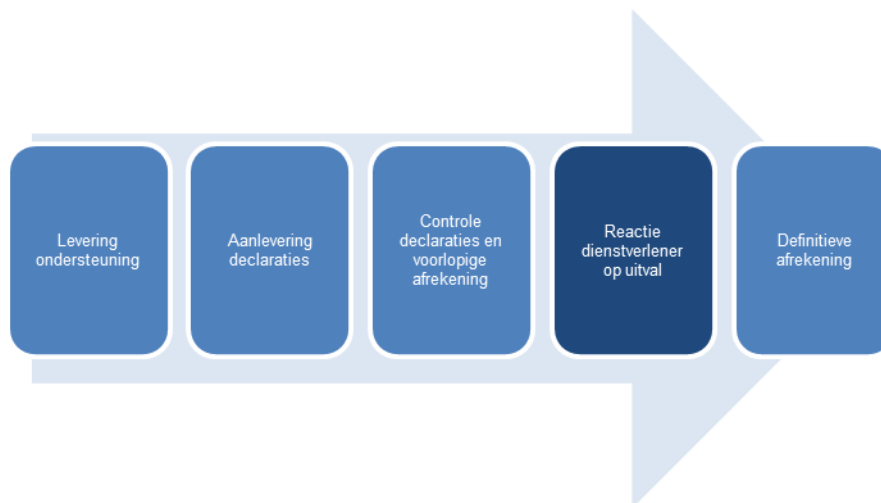 Levering
ondersteuning
Aanlevering
declaraties
Controle
declaraties en
voorlopige
afrekening
Reactie
dienstverlener
op uitval
Definitieve
afrekening